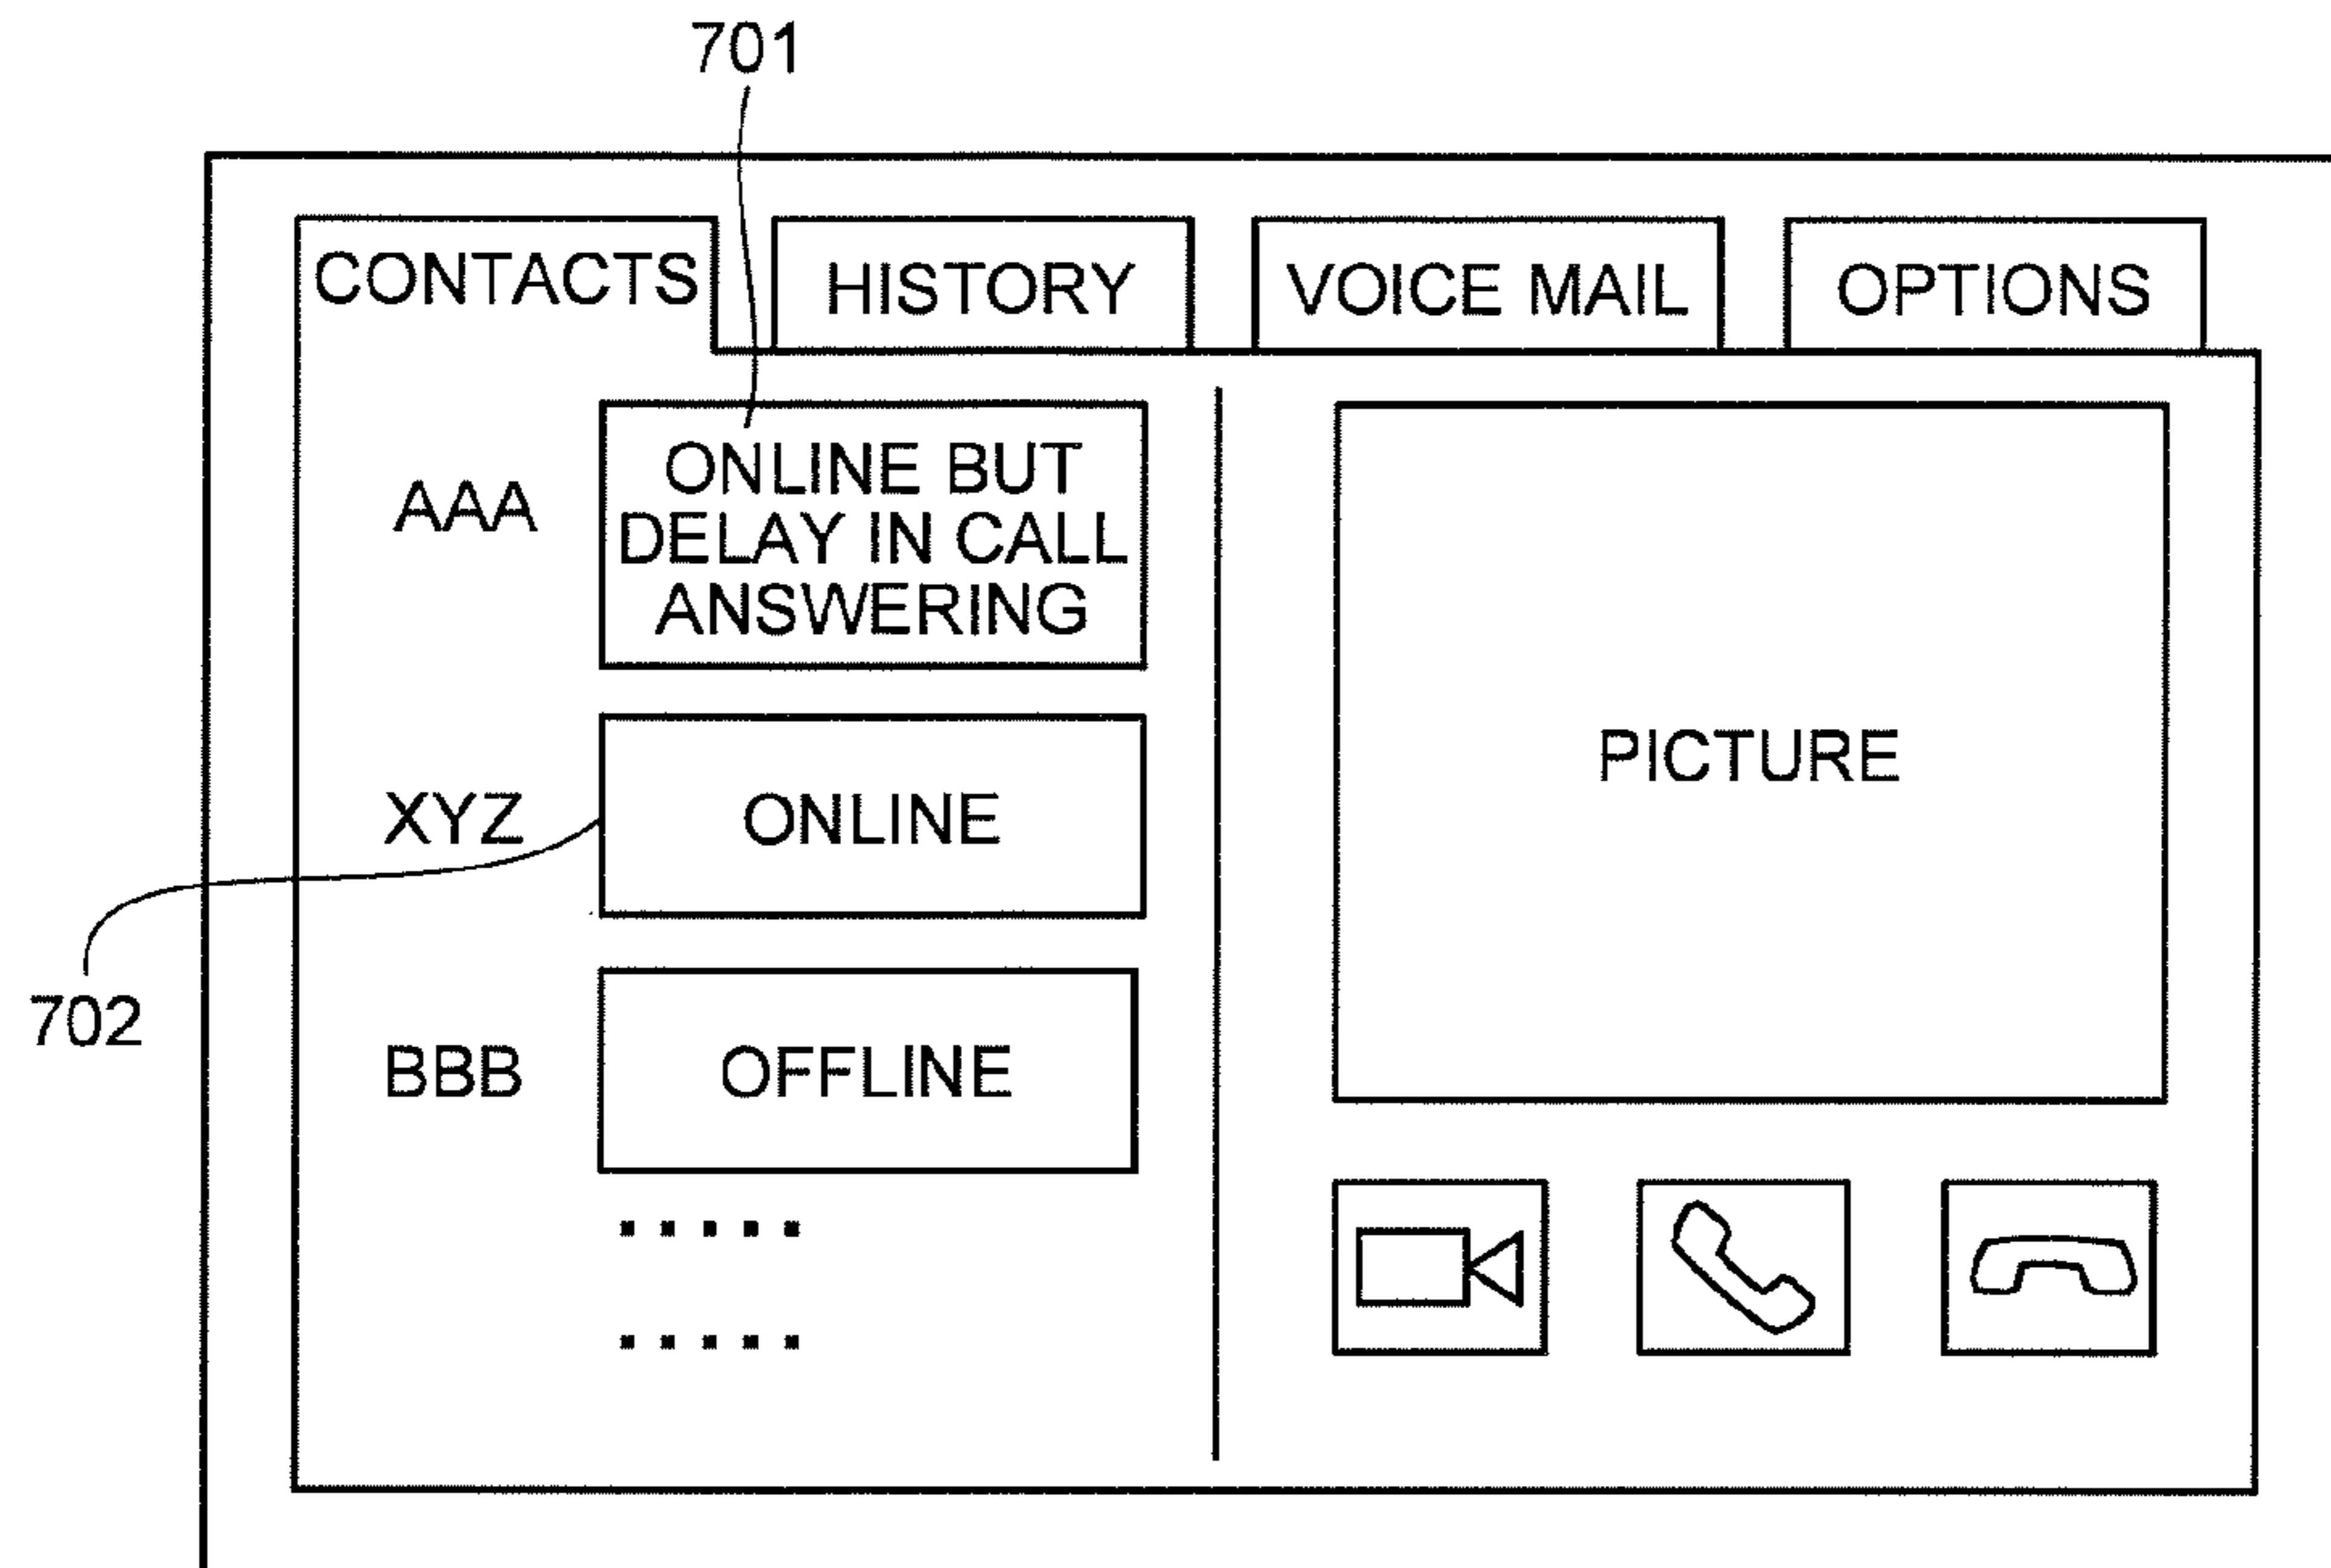 701
CONTACTS
HISTORY
VOICE MAIL
OPTIONS
AAA
ONLINE BUT
DELAY IN CALL
ANSWERING
XYZ
ONLINE
702
BBB
OFFLINE
.....
.....
PICTURE